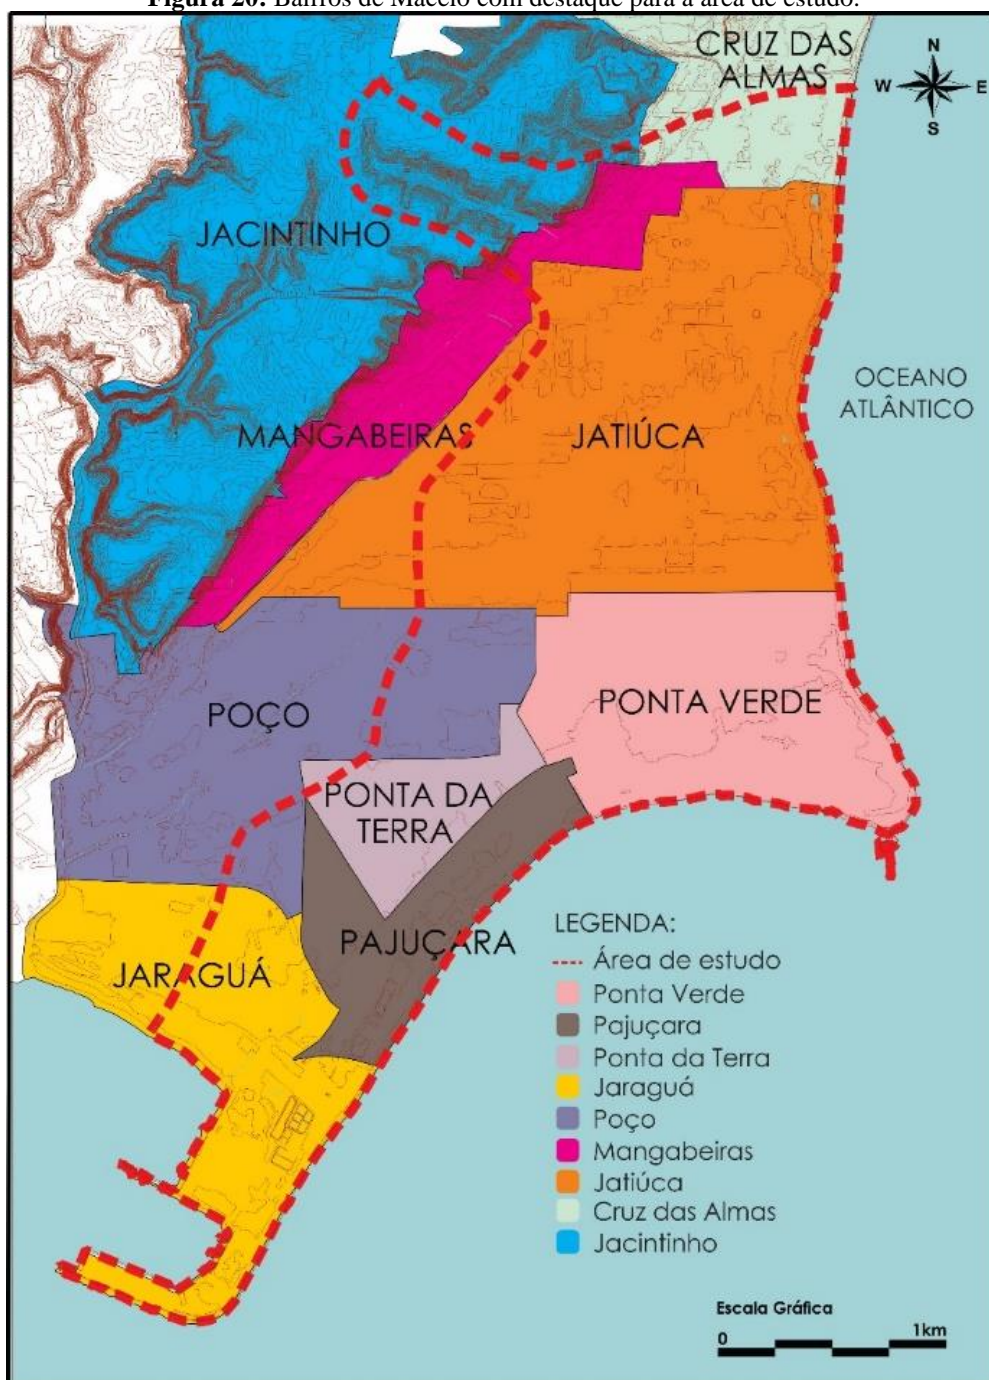 Figura 20: Bairros de Maceió com destaque para a área de estudo.
CRUZ DAS
ALMAS
N
W
E
S
JACINTINHO
OCEANO
ATLÂNTICO
MANGABEIRAS
JATIÚCA
POÇO
PONTA VERDE
PONTA DA
TERRA
PAJUÇARA
JARAGUÁ
LEGENDA:
Área de estudo
Ponta Verde
Pajuçara
Ponta da Terra
Jaraguá
Poço
Mangabeiras
Jatiúca
Cruz das Almas
Jacintinho
Escala Gráfica
0 1km